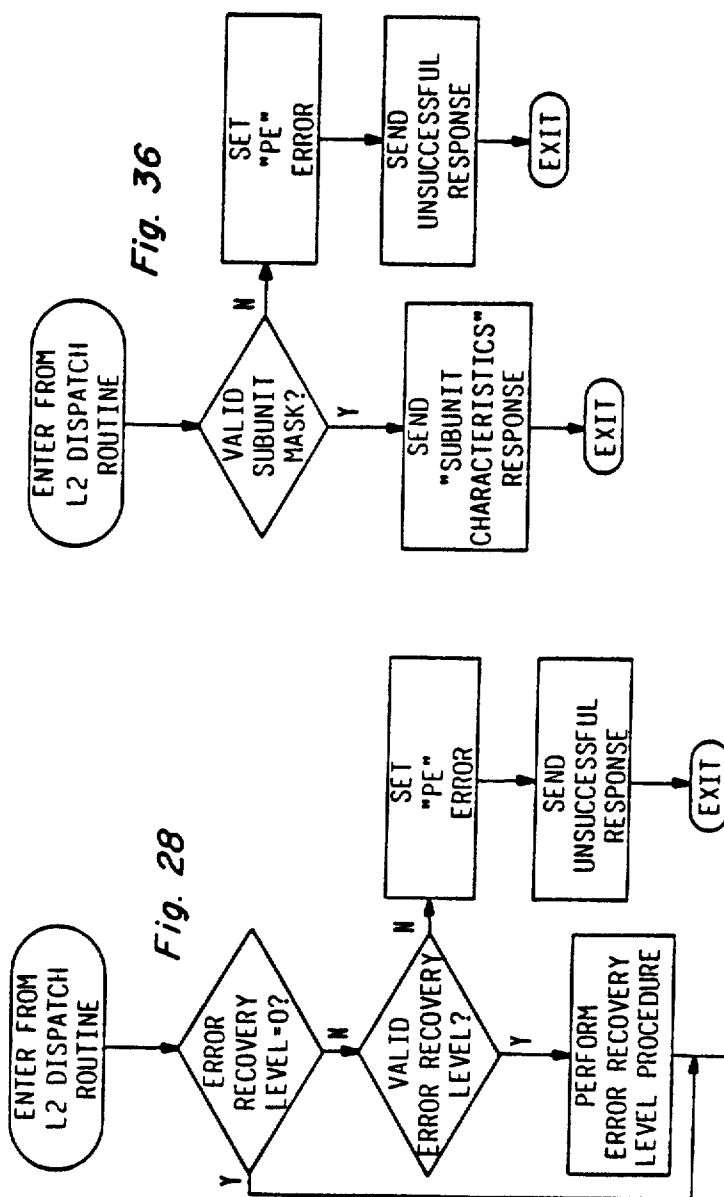 Fig. 28
ENTER FROM
L2 DISPATCH
ROUTINE
ERROR
RECOVERY
LEVEL=0?
Y
N
VALID
ERROR RECOVERY
LEVEL?
N
Y
SET
"PE"
ERROR
SEND
UNSUCCESSFUL
RESPONSE
EXIT
PERFORM
ERROR RECOVERY
LEVEL PROCEDURE
Fig. 36
ENTER FROM
L2 DISPATCH
ROUTINE
VALID
SUBUNIT
MASK?
N
Y
SET
"PE"
ERROR
SEND
UNSUCCESSFUL
RESPONSE
EXIT
SEND
"SUBUNIT
CHARACTERISTICS"
RESPONSE
EXIT